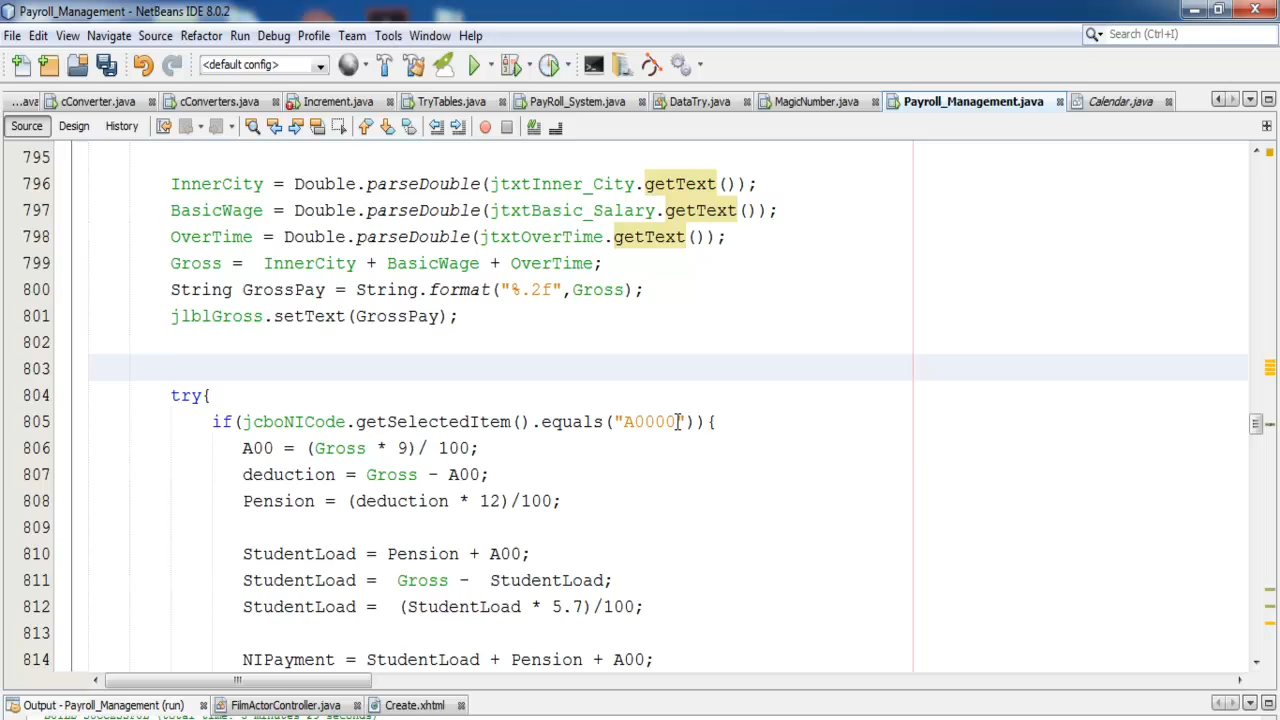 Payroll_Management - NetBeans IDE 8.0.2
File Edit View Navigate Source Refactor Run Debug Profile Team Tools Window Help
Search (Ctrl+I)
<default config>
...ava cConverter.java cConverters.java Increment.java TryTables.java PayRoll_System.java DataTry.java MagicNumber.java Payroll_Management.java Calendar.java
Source Design History
795
796 InnerCity = Double.parseDouble(jtxtInner_City.getText());
797 BasicWage = Double.parseDouble(jtxtBasic_Salary.getText());
798 OverTime = Double.parseDouble(jtxtOverTime.getText());
799 Gross =  InnerCity + BasicWage + OverTime;
800 String GrossPay = String.format("%.2f",Gross);
801 jlblGross.setText(GrossPay);
802
803
804 try{
805 if(jcboNICode.getSelectedItem().equals("A0000")){
806 A00 = (Gross * 9)/ 100;
807 deduction = Gross - A00;
808 Pension = (deduction * 12)/100;
809
810 StudentLoad = Pension + A00;
811 StudentLoad =  Gross -  StudentLoad;
812 StudentLoad =  (StudentLoad * 5.7)/100;
813
814 NIPayment = StudentLoad + Pension + A00;
Output - Payroll_Management (run) FilmActorController.java Create.xhtml